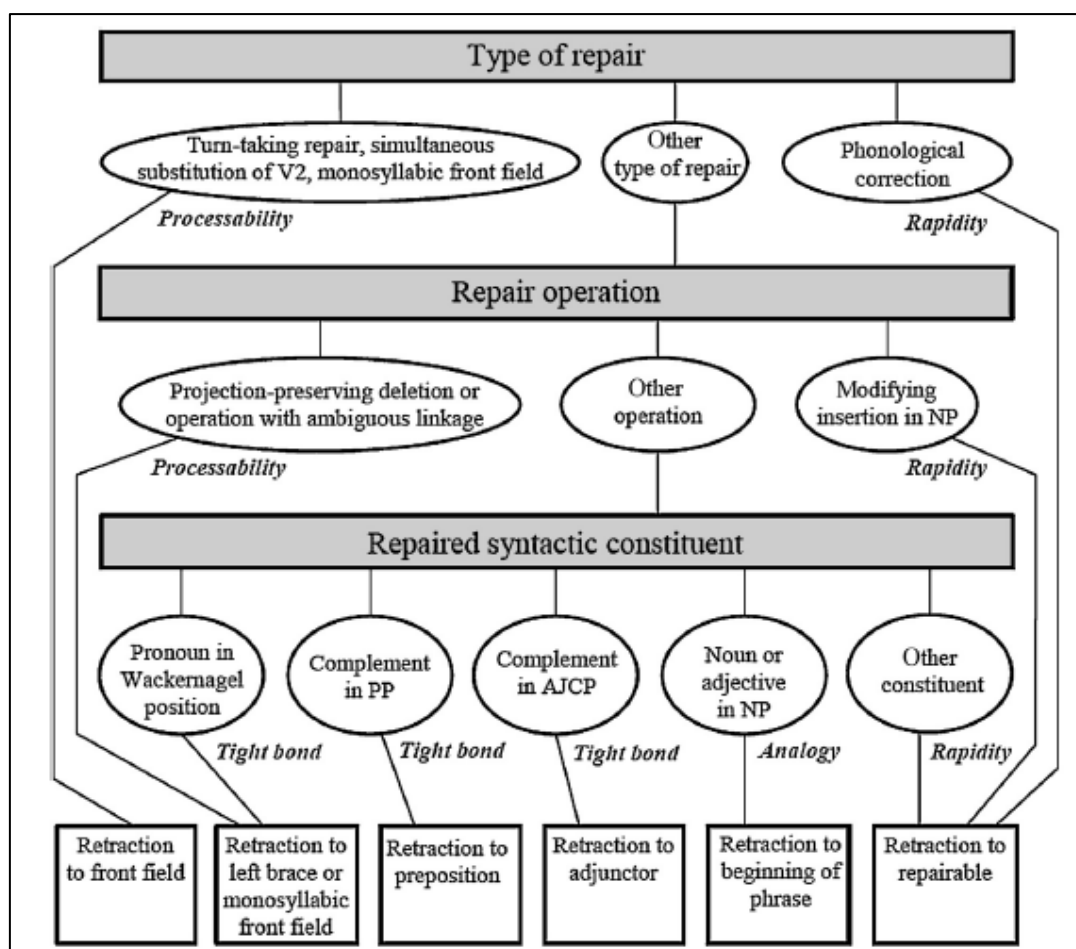 Type of repair
Turn-taking repair, simultaneous
substitution of V2, monosyllabic front field
Other
type of repair
Phonological
correction
Processability
Rapidity
Repair operation
Projection-preserving deletion or
operation with ambiguous linkage
Other
operation
Modifying
insertion in NP
Processability
Rapidity
Repaired syntactic constituent
Pronoun in
Wackernagel
position
Complement
in PP
Complement
in AJCP
Noun or
adjective
in NP
Other
constituent
Tight bond
Tight bond
Tight bond
Analogy
Rapidity
Retraction
to front field
Retraction to
left brace or
monosyllabic
front field
Retraction to
preposition
Retraction to
adjunctor
Retraction to
beginning of
phrase
Retraction to
repairable